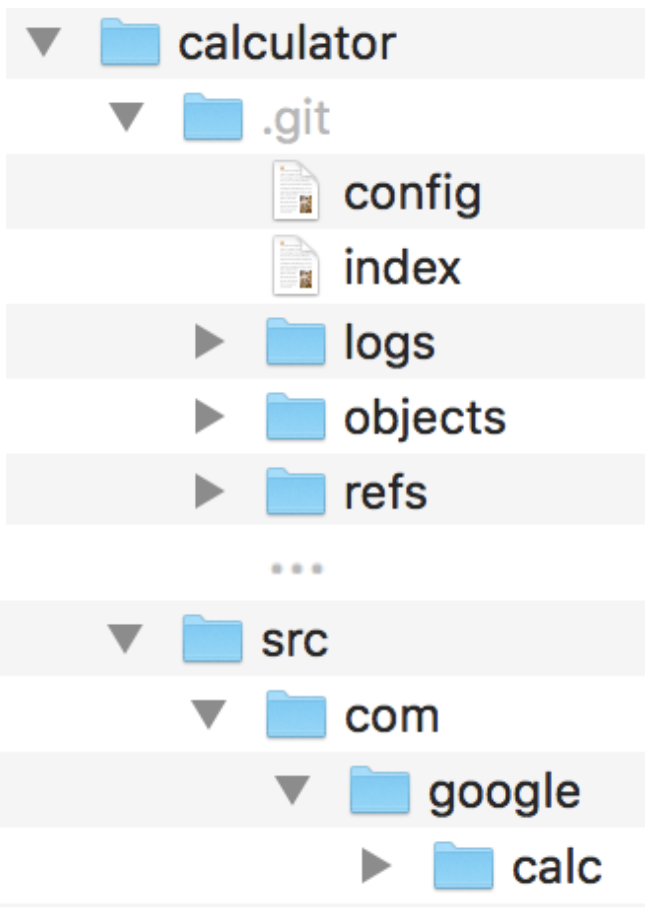 calculator
.git
config
index
logs
objects
refs
...
src
com
google
calc